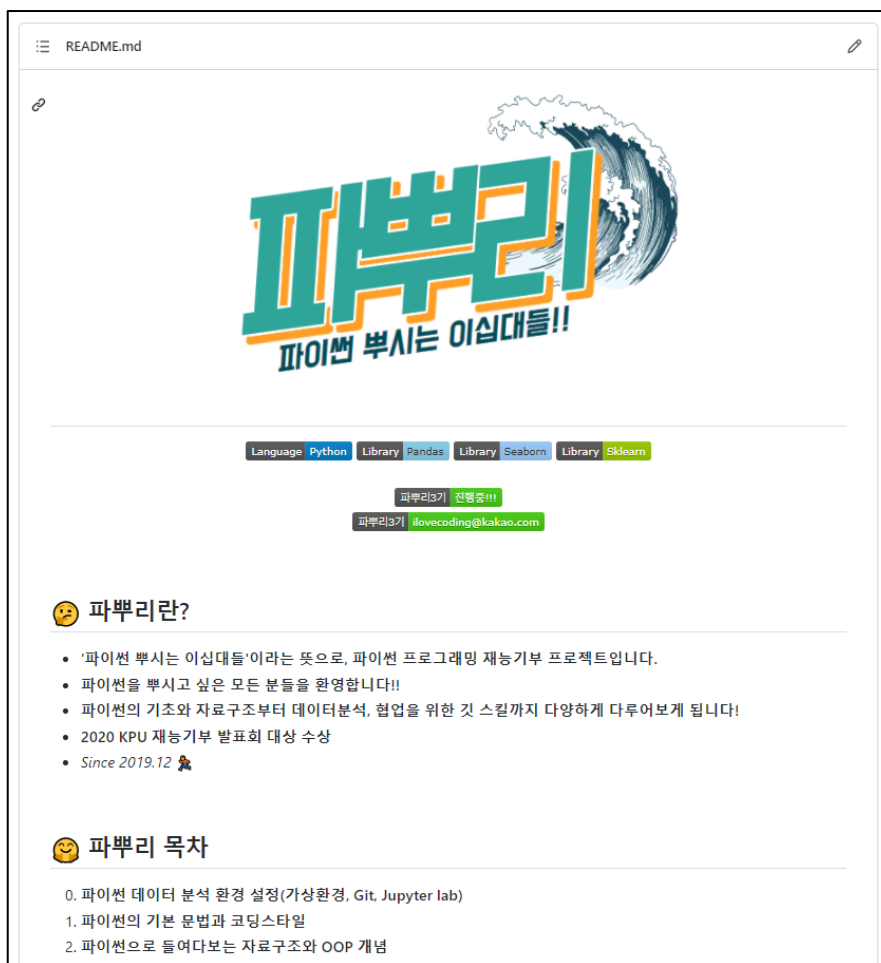 README.md
파뿌리
파이썬 뿌시는 이십대들!!
Language Python Library Pandas Library Seaborn Library Sklearn
파뿌리3기 진행중!!!
파뿌리3기 ilovecoding@kakao.com
파뿌리란?
• '파이썬 뿌시는 이십대들'이라는 뜻으로, 파이썬 프로그래밍 재능기부 프로젝트입니다.
• 파이썬을 뿌시고 싶은 모든 분들을 환영합니다!!
• 파이썬의 기초와 자료구조부터 데이터분석, 협업을 위한 깃 스킬까지 다양하게 다루어보게 됩니다!
• 2020 KPU 재능기부 발표회 대상 수상
• Since 2019.12
파뿌리 목차
0. 파이썬 데이터 분석 환경 설정(가상환경, Git, Jupyter lab)
1. 파이썬의 기본 문법과 코딩스타일
2. 파이썬으로 들여다보는 자료구조와 OOP 개념